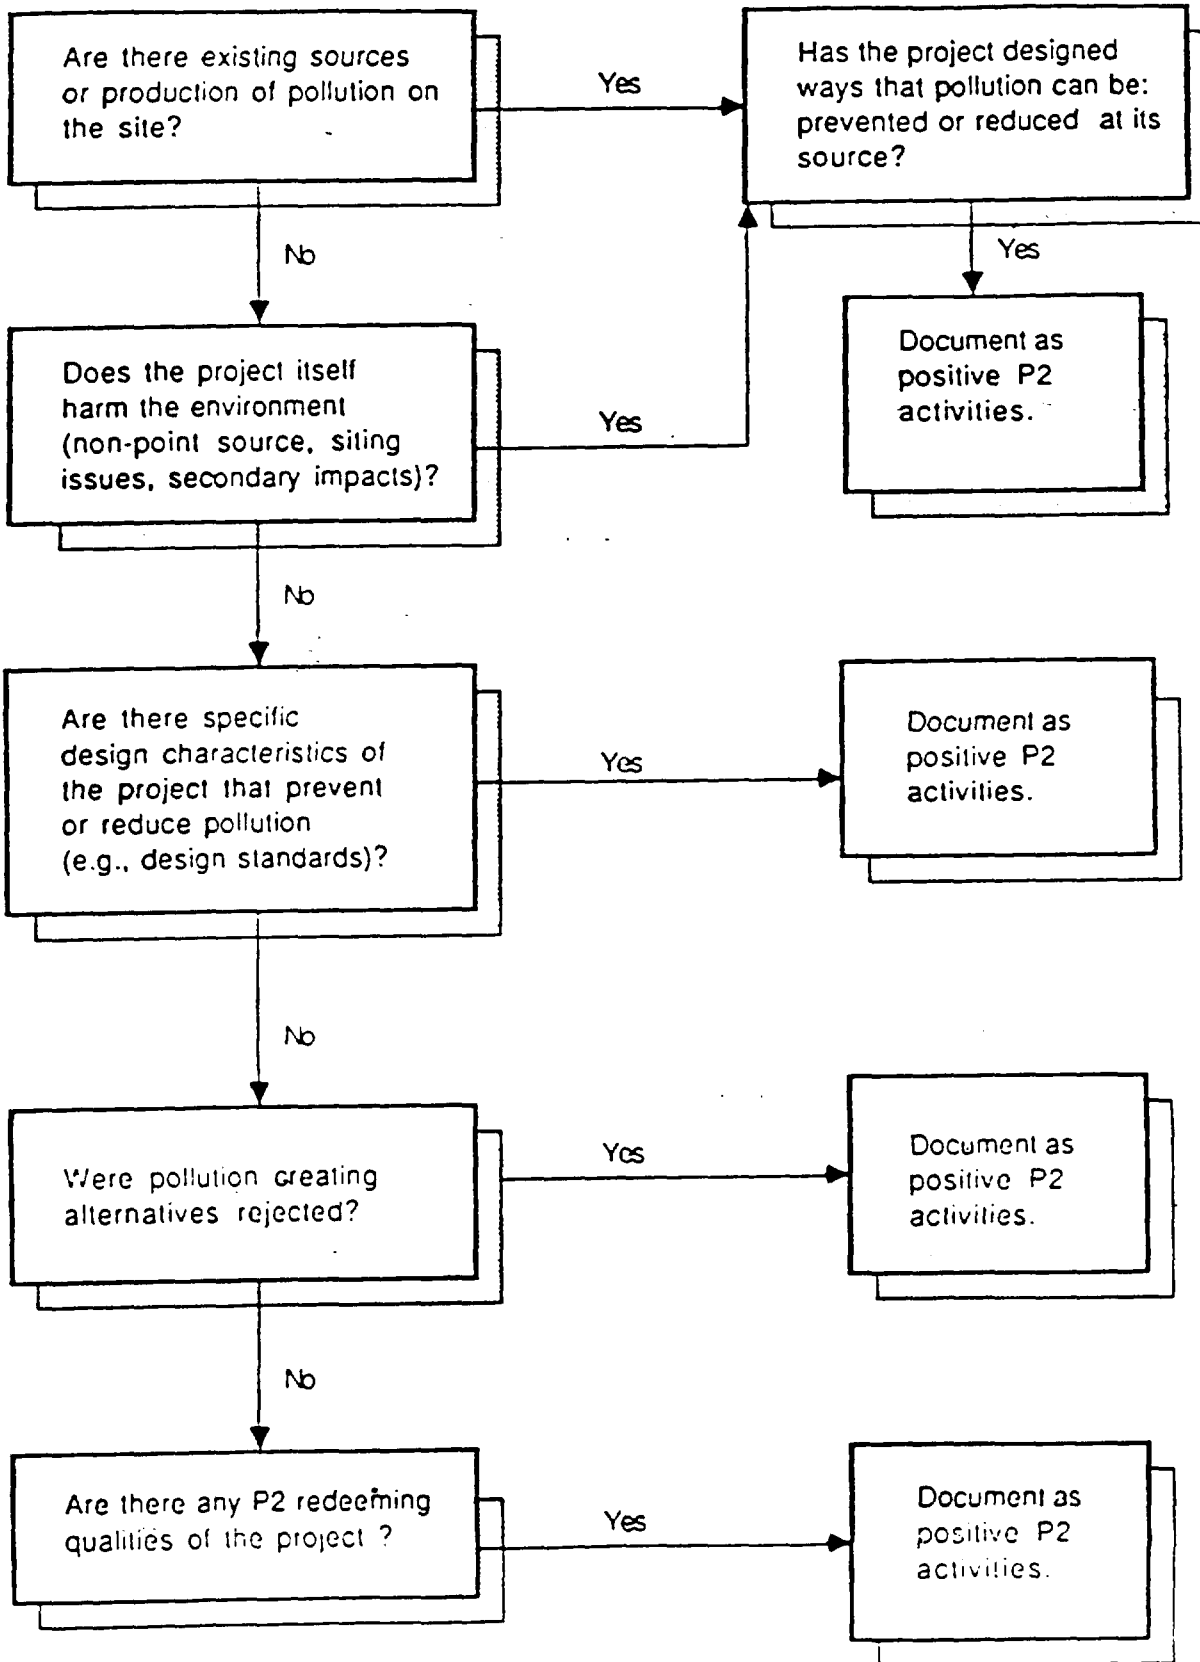 Are there existing sources
or production of pollution on
the site?
Yes
Has the project designed
ways that pollution can be:
prevented or reduced at its
source?
No
Yes
Does the project itself
harm the environment
(non-point source, siting
issues, secondary impacts)?
Yes
Document as
positive P2
activities.
No
Are there specific
design characteristics of
the project that prevent
or reduce pollution
(e.g., design standards)?
Yes
Document as
positive P2
activities.
No
Were pollution creating
alternatives rejected?
Yes
Document as
positive P2
activities.
No
Are there any P2 redeeming
qualities of the project ?
Yes
Document as
positive P2
activities.